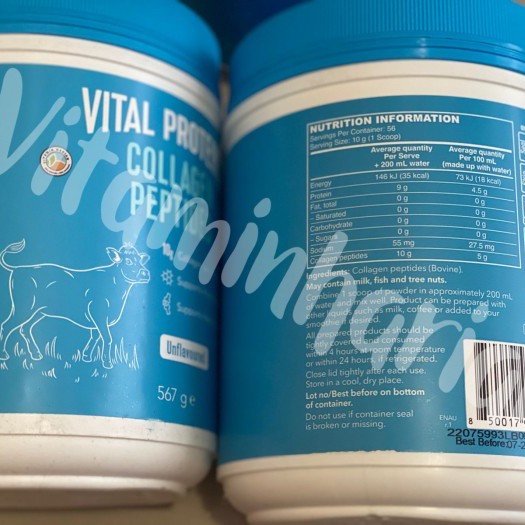 VITAL PROTE
COLLAGE
PEPTI
Unflavoured
567 g e
NUTRITION INFORMATION
Servings Per Container: 56
Serving Size: 10 g (1 Scoop)
Average quantity Per Serve + 200 mL water
Average quantity Per 100 mL (made up with water)
Energy 146 kJ (35 kcal) 73 kJ (18 kcal)
Protein 9 g 4.5 g
Fat, total 0 g 0 g
– Saturated 0 g 0 g
Carbohydrate 0 g 0 g
– Sugars 0 g 0 g
Sodium 55 mg 27.5 mg
Collagen peptides 10 g 5 g
Ingredients: Collagen peptides (Bovine).
May contain milk, fish and tree nuts.
Combine 1 scoop of powder in approximately 200 mL
of water and mix well. Product can be prepared with
other liquids such as milk, coffee or added to your
smoothie if desired.
All prepared product should be
tightly covered and consumed
within 4 hours at room temperature
or within 24 hours, if refrigerated.
Close lid tightly after each use.
Store in a cool, dry place.
Lot no/Best before on bottom
of container.
Do not use if container seal
is broken or missing.
ENAU
r.1
8 50017
22075993LB0
Best Before:07-2